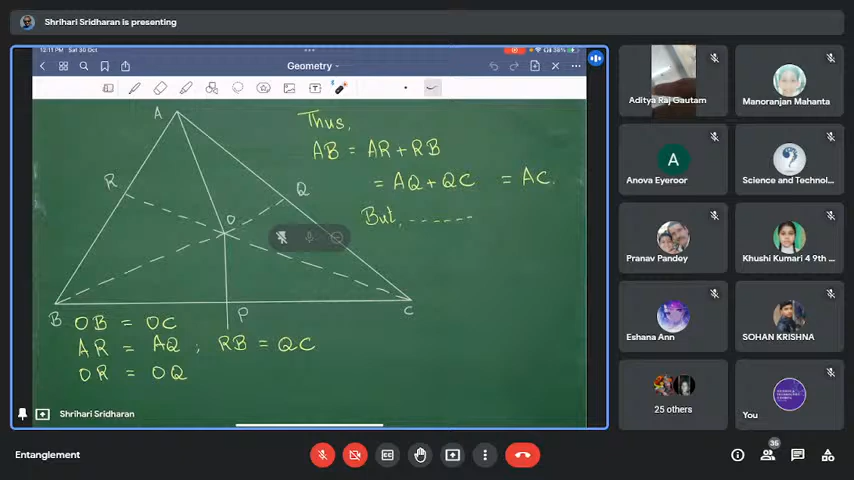 Shrihari Sridharan is presenting
12:11 PM Sat 30 Oct
38%
Geometry
A
R
Q
O
B
P
C
Thus,
AB = AR + RB
= AQ + QC = AC.
But, ------
OB = OC
AR = AQ ; RB = QC
OR = OQ
Shrihari Sridharan
Aditya Raj Gautam
Manoranjan Mahanta
A
Anova Eyeroor
Science and Technol...
Pranav Pandey
Khushi Kumari 4 9th ...
Eshana Ann
SOHAN KRISHNA
25 others
You
Entanglement
CC
36